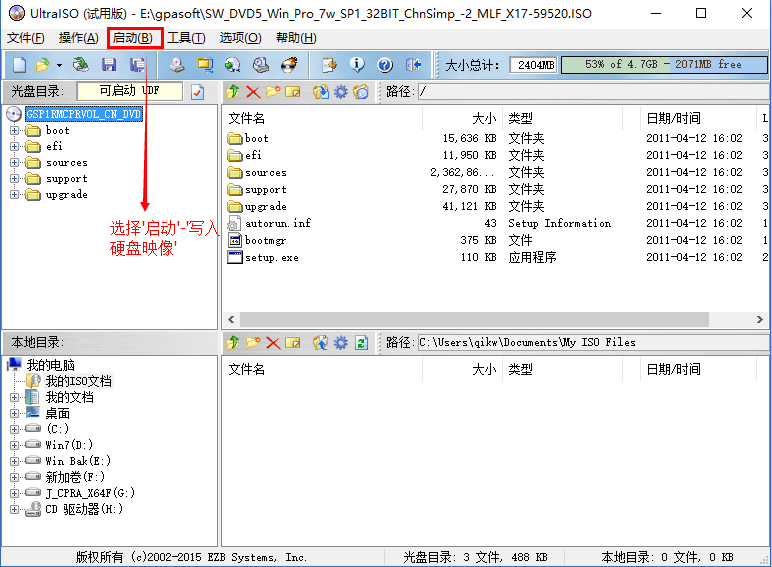 UltraISO (试用版) - E:\gpasoft\SW_DVD5_Win_Pro_7w_SP1_32BIT_ChnSimp_-2_MLF_X17-59520.ISO
文件(F) 操作(A) 启动(B) 工具(T) 选项(O) 帮助(H)
大小总计: 2404MB 53% of 4.7GB - 2071MB free
光盘目录: 可启动 UDF 路径: /
GSP1RMCPRVOL_CN_DVD
boot
efi
sources
support
upgrade
选择'启动'-'写入
硬盘映像'
文件名 大小 类型 日期/时间 L
boot 15,636 KB 文件夹 2011-04-12 16:02 3
efi 11,950 KB 文件夹 2011-04-12 16:02 3
sources 2,362,86... 文件夹 2011-04-12 16:02 3
support 27,870 KB 文件夹 2011-04-12 16:02 3
upgrade 41,121 KB 文件夹 2011-04-12 16:02 3
autorun.inf 43 Setup Information 2011-04-12 16:02 3
bootmgr 375 KB 文件 2011-04-12 16:02 1
setup.exe 110 KB 应用程序 2011-04-12 16:02 1
本地目录: 路径: C:\Users\qikw\Documents\My ISO Files
我的电脑
我的ISO文档
我的文档
桌面
(C:)
Win7(D:)
Win Bak(E:)
新加卷(F:)
J_CPRA_X64F(G:)
CD 驱动器(H:)
文件名 大小 类型 日期/时间
版权所有 (c)2002-2015 EZB Systems, Inc. 光盘目录: 3 文件, 488 KB 本地目录: 0 文件, 0 KB